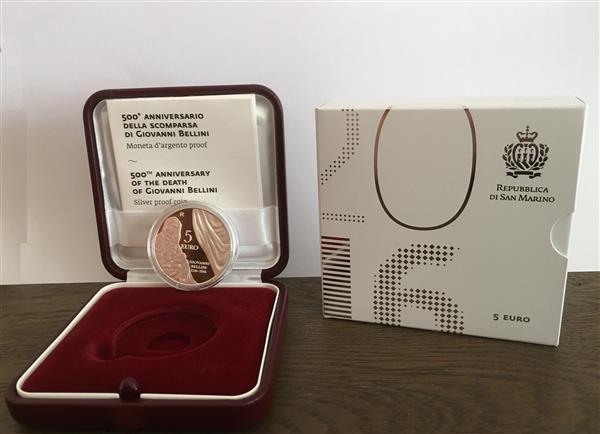 500° ANNIVERSARIO
DELLA SCOMPARSA
DI GIOVANNI BELLINI
Moneta d'argento proof
~
500TH ANNIVERSARY
OF THE DEATH
OF GIOVANNI BELLINI
Silver proof coin
R
5
EURO
GIOVANNI
BELLINI
2016
REPUBBLICA
DI SAN MARINO
5 EURO